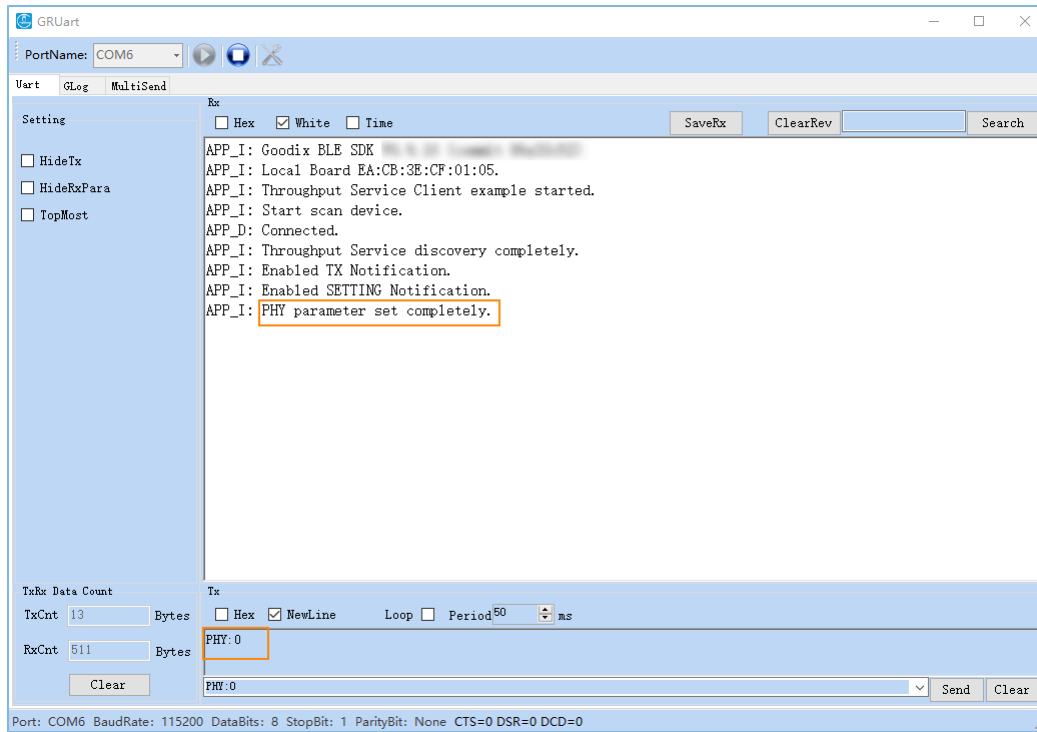 GRUart
PortName: COM6
Uart GLog MultiSend
Setting
HideTx
HideRxPara
TopMost
Rx
Hex White Time SaveRx ClearRev Search
APP_I: Goodix BLE SDK
APP_I: Local Board EA:CB:3E:CF:01:05.
APP_I: Throughput Service Client example started.
APP_I: Start scan device.
APP_D: Connected.
APP_I: Throughput Service discovery completely.
APP_I: Enabled TX Notification.
APP_I: Enabled SETTING Notification.
APP_I: PHY parameter set completely.
TxRx Data Count
TxCnt 13 Bytes
RxCnt 511 Bytes
Clear
Tx
Hex NewLine Loop Period 50 ms
PHY:0
PHY:0 Send Clear
Port: COM6 BaudRate: 115200 DataBits: 8 StopBit: 1 ParityBit: None CTS=0 DSR=0 DCD=0